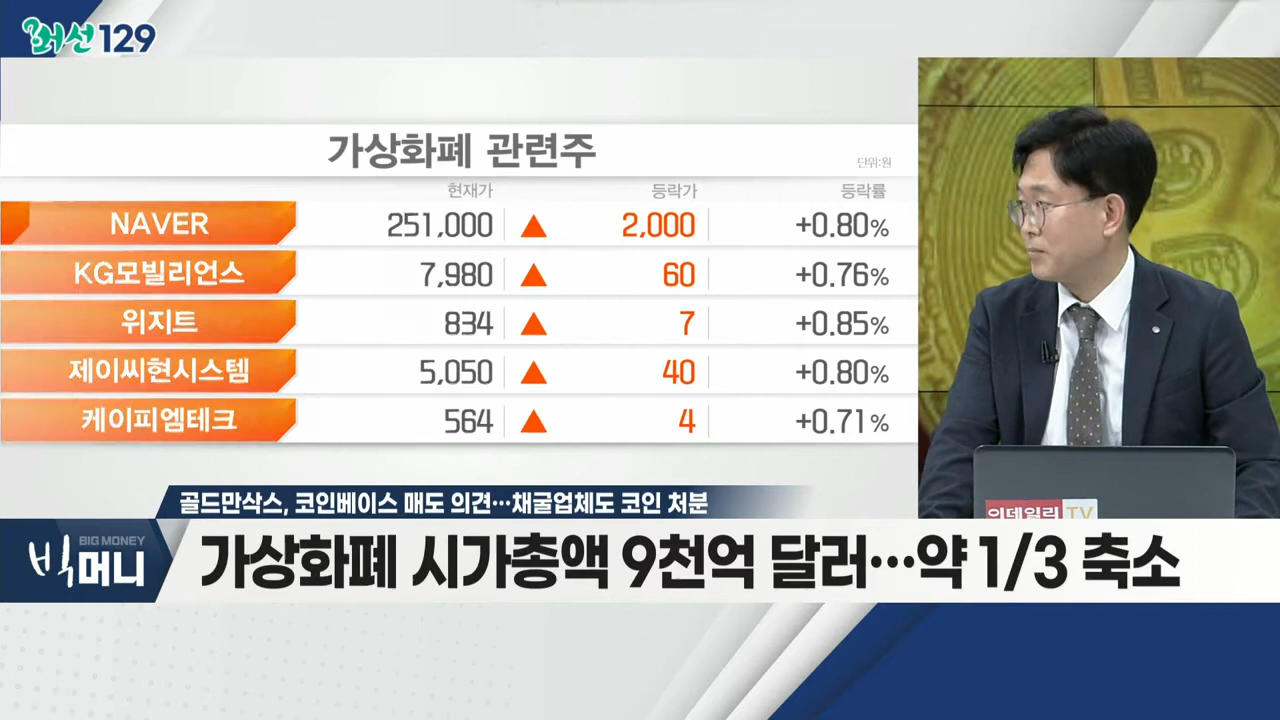 머선129
가상화폐 관련주
단위:원
현재가 등락가 등락률
NAVER 251,000 ▲ 2,000 +0.80%
KG모빌리언스 7,980 ▲ 60 +0.76%
위지트 834 ▲ 7 +0.85%
제이씨현시스템 5,050 ▲ 40 +0.80%
케이피엠테크 564 ▲ 4 +0.71%
이데일리 TV
골드만삭스, 코인베이스 매도 의견…채굴업체도 코인 처분
BIG MONEY
빅머니
가상화폐 시가총액 9천억 달러…약 1/3 축소